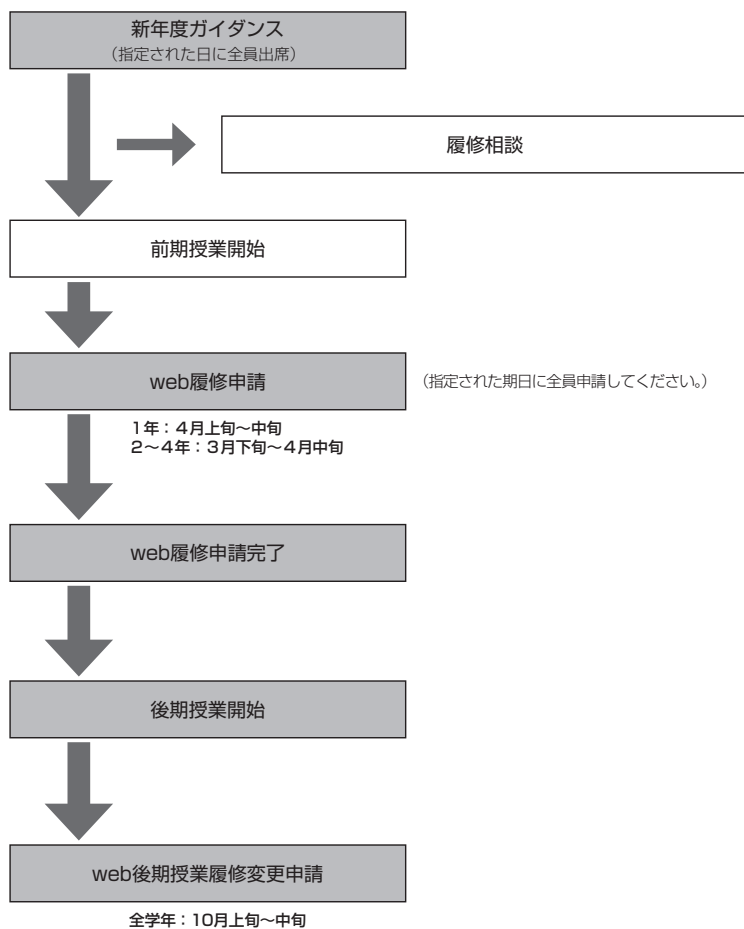 新年度ガイダンス
（指定された日に全員出席）
履修相談
前期授業開始
web履修申請
（指定された期日に全員申請してください。）
1年：4月上旬～中旬
2～4年：3月下旬～4月中旬
web履修申請完了
後期授業開始
web後期授業履修変更申請
全学年：10月上旬～中旬